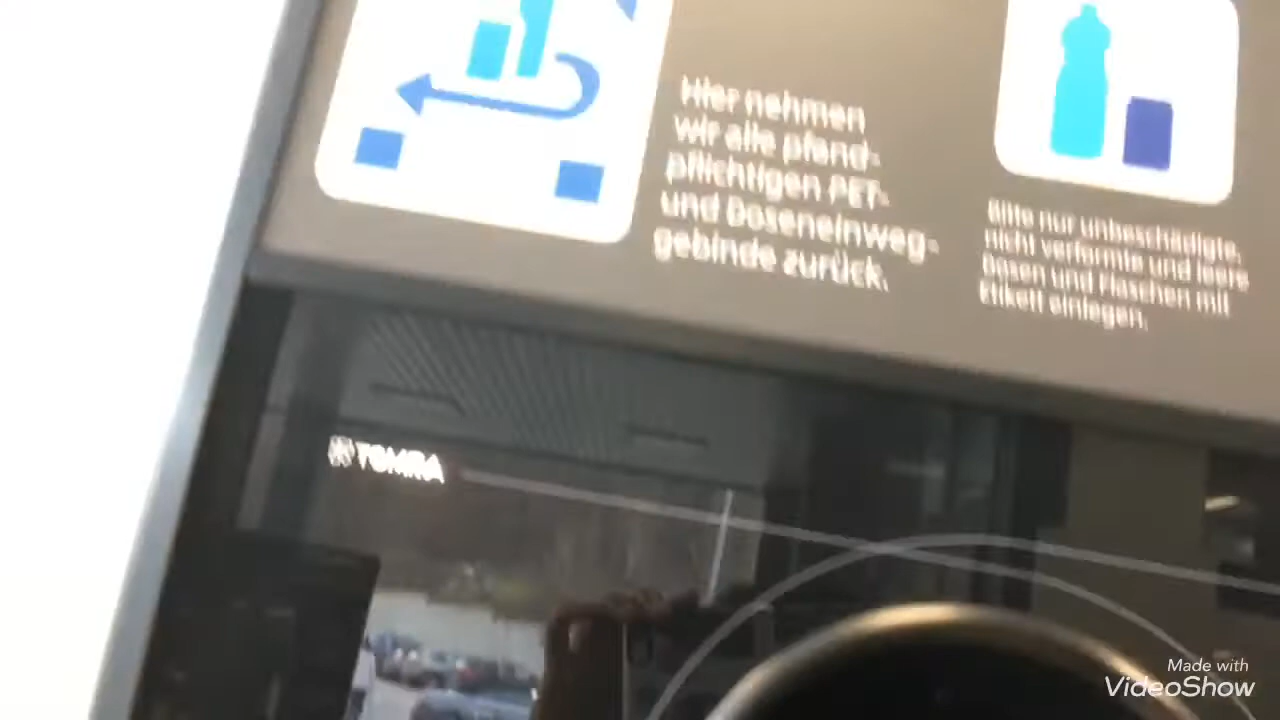 Hier nehmen
wir alle pfand-
pflichtigen PET-
und Doseneinweg-
gebinde zurück.
Bitte nur unbeschädigte,
nicht verformte und leere
Dosen und Flaschen mit
Etikett einlegen.
TOMRA
Made with
VideoShow